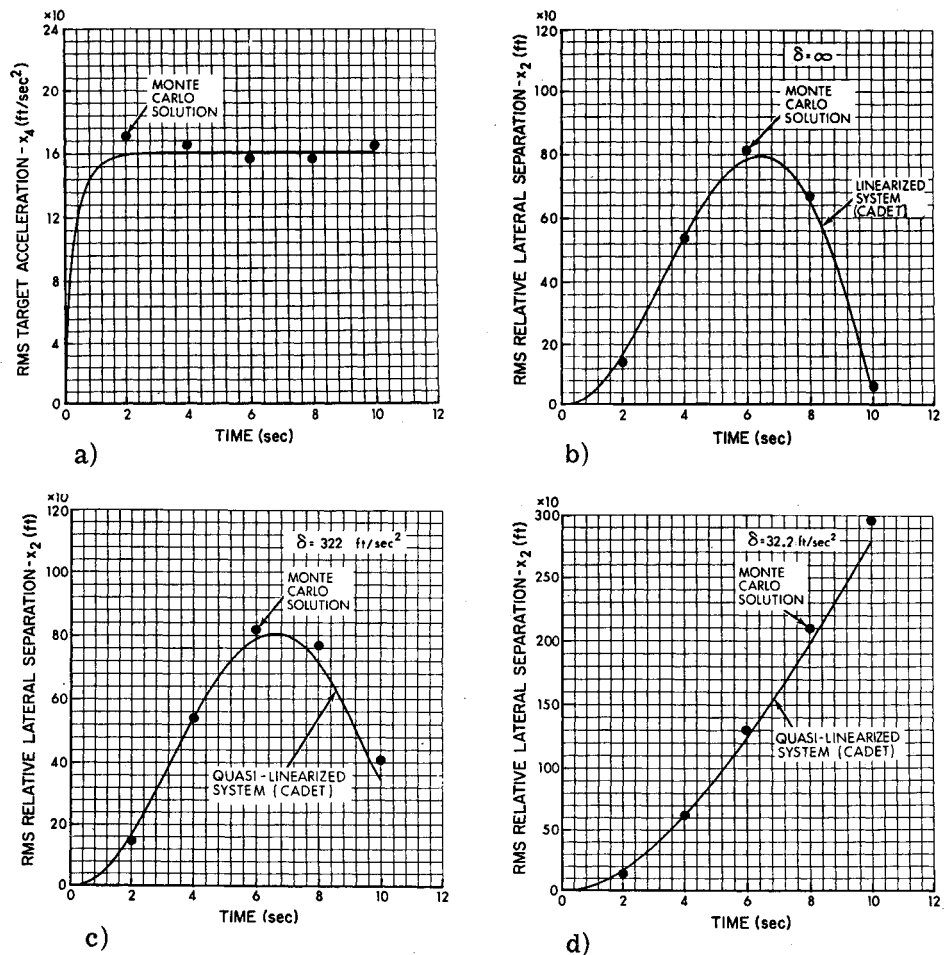 ×10
24
20
16
12
8
4
0
RMS TARGET ACCELERATION - x₄ (ft/sec²)
MONTE
CARLO
SOLUTION
0 2 4 6 8 10 12
TIME (sec)
a)
×10
120
100
80
60
40
20
0
RMS RELATIVE LATERAL SEPARATION - x₂ (ft)
δ = ∞
MONTE
CARLO
SOLUTION
LINEARIZED
SYSTEM
(CADET)
0 2 4 6 8 10 12
TIME (sec)
b)
×10
120
100
80
60
40
20
0
RMS RELATIVE LATERAL SEPARATION - x₂ (ft)
δ = 322 ft/sec²
MONTE
CARLO
SOLUTION
QUASI-LINEARIZED
SYSTEM (CADET)
0 2 4 6 8 10 12
TIME (sec)
c)
×10
300
250
200
150
100
50
0
RMS RELATIVE LATERAL SEPARATION - x₂ (ft)
δ = 32.2 ft/sec²
MONTE
CARLO
SOLUTION
QUASI-LINEARIZED
SYSTEM (CADET)
0 2 4 6 8 10 12
TIME (sec)
d)